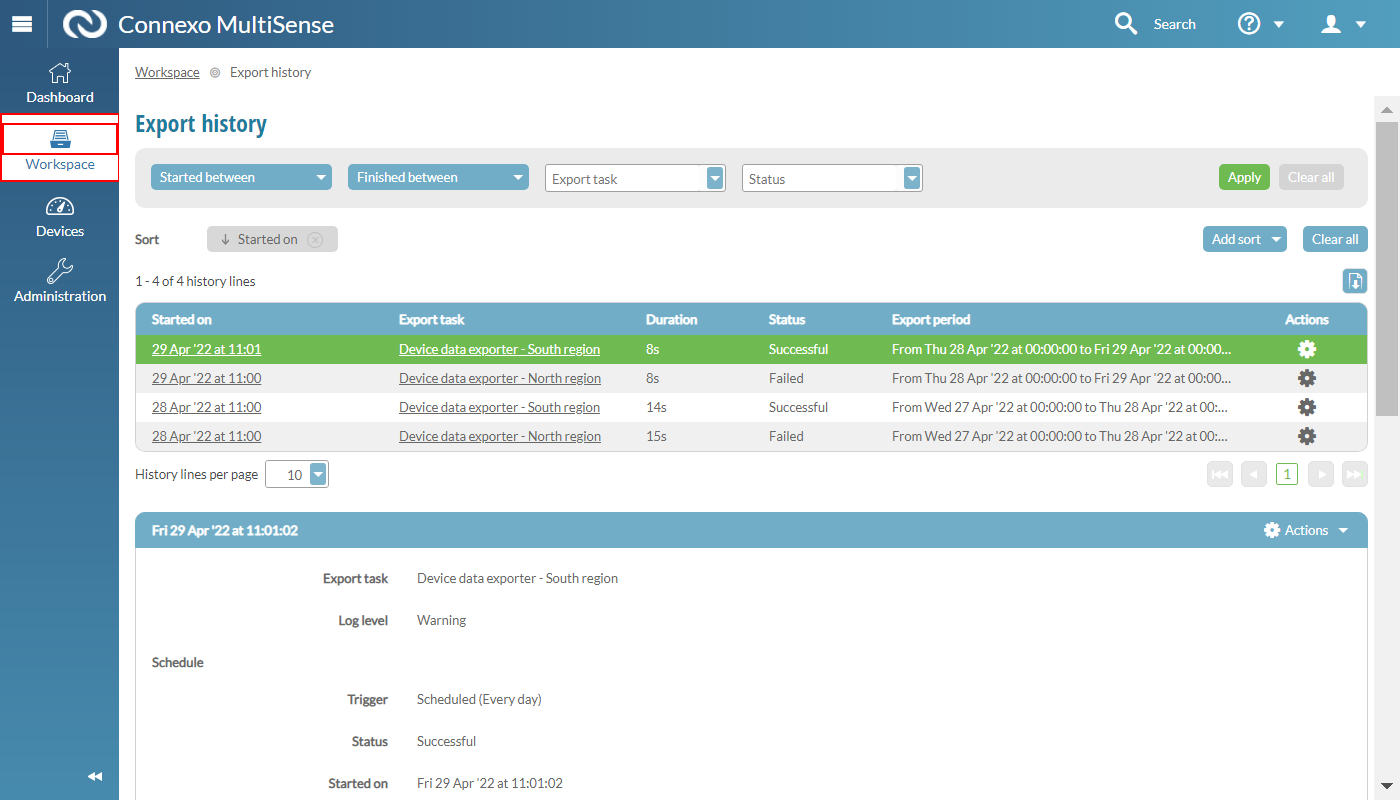 Connexo MultiSense
Search
Dashboard
Workspace
Devices
Administration
Workspace Export history
Export history
Started between Finished between Export task Status Apply Clear all
Sort Started on Add sort Clear all
1 - 4 of 4 history lines
Started on Export task Duration Status Export period Actions
29 Apr '22 at 11:01 Device data exporter - South region 8s Successful From Thu 28 Apr '22 at 00:00:00 to Fri 29 Apr '22 at 00:00...
29 Apr '22 at 11:00 Device data exporter - North region 8s Failed From Thu 28 Apr '22 at 00:00:00 to Fri 29 Apr '22 at 00:00...
28 Apr '22 at 11:00 Device data exporter - South region 14s Successful From Wed 27 Apr '22 at 00:00:00 to Thu 28 Apr '22 at 00:...
28 Apr '22 at 11:00 Device data exporter - North region 15s Failed From Wed 27 Apr '22 at 00:00:00 to Thu 28 Apr '22 at 00:...
History lines per page 10 1
Fri 29 Apr '22 at 11:01:02 Actions
Export task Device data exporter - South region
Log level Warning
Schedule
Trigger Scheduled (Every day)
Status Successful
Started on Fri 29 Apr '22 at 11:01:02